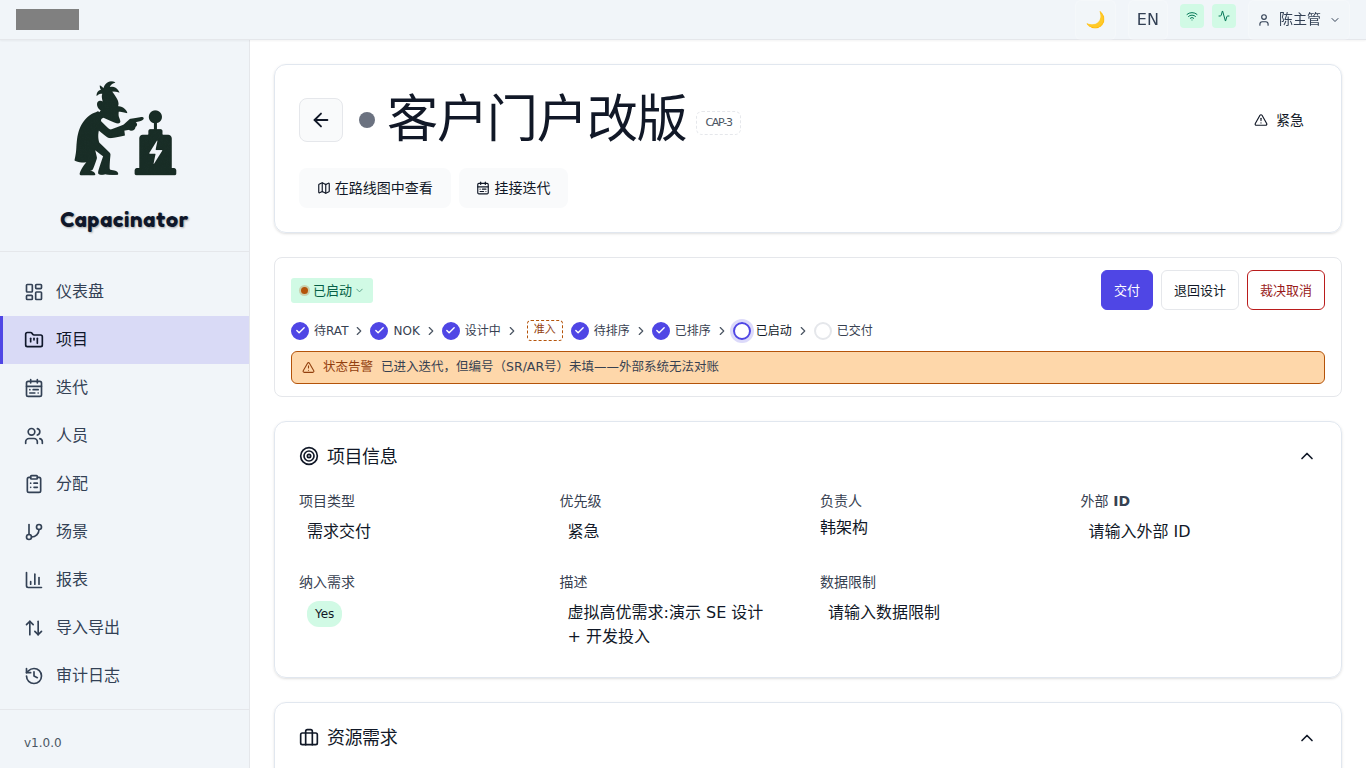 EN
陈主管
Capacinator
仪表盘
项目
迭代
人员
分配
场景
报表
导入导出
审计日志
v1.0.0
客户门户改版
CAP-3
紧急
在路线图中查看
挂接迭代
已启动
交付
退回设计
裁决取消
待RAT
NOK
设计中
准入
待排序
已排序
已启动
已交付
状态告警 已进入迭代，但编号（SR/AR号）未填——外部系统无法对账
项目信息
项目类型
优先级
负责人
外部 ID
需求交付
紧急
韩架构
请输入外部 ID
纳入需求
描述
数据限制
Yes
虚拟高优需求:演示 SE 设计
+ 开发投入
请输入数据限制
资源需求